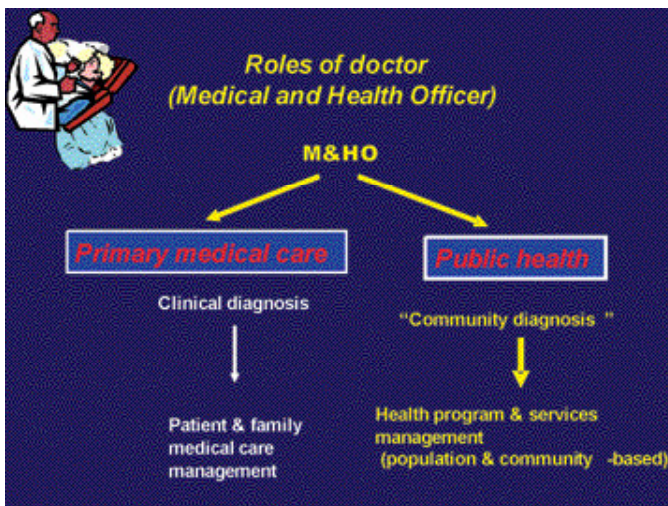 Roles of doctor
(Medical and Health Officer)
M&HO
Primary medical care
Public health
Clinical diagnosis
“Community diagnosis ”
Patient & family
medical care
management
Health program & services
management
(population & community -based)